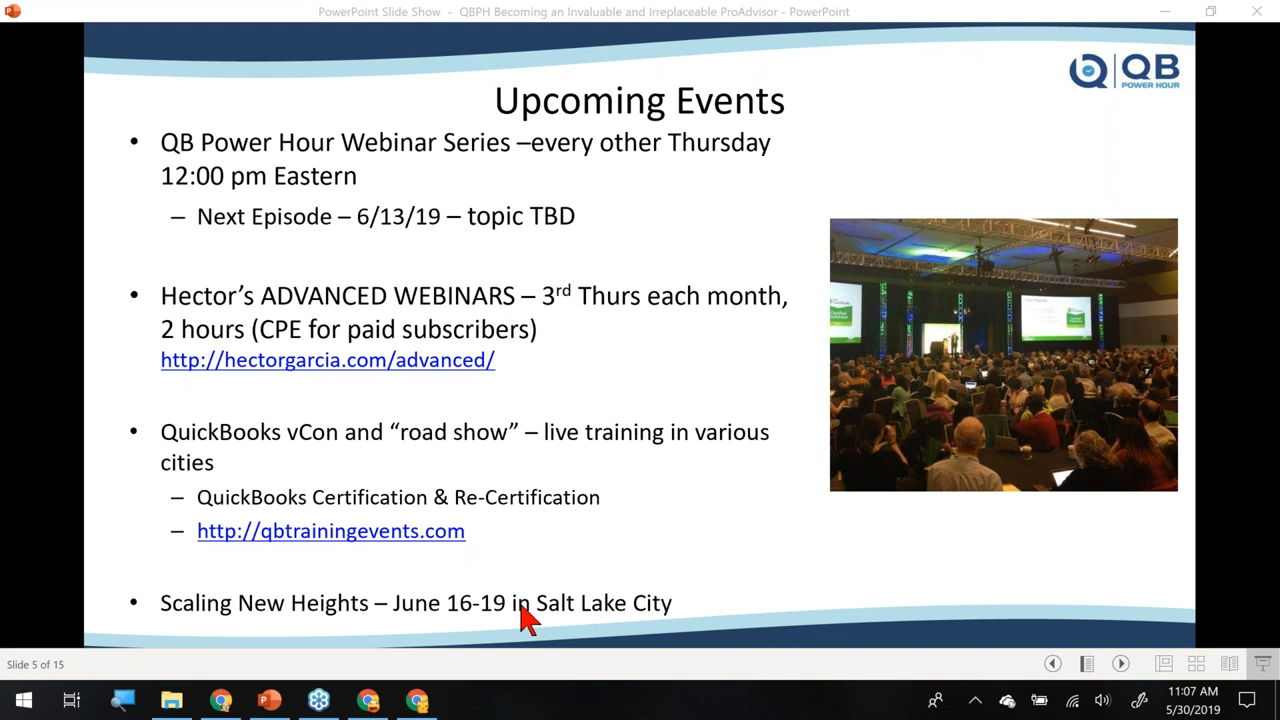 PowerPoint Slide Show - QBPH Becoming an Invaluable and Irreplaceable ProAdvisor - PowerPoint
QB
POWER HOUR
Upcoming Events
• QB Power Hour Webinar Series –every other Thursday
12:00 pm Eastern
– Next Episode – 6/13/19 – topic TBD
• Hector’s ADVANCED WEBINARS – 3rd Thurs each month,
2 hours (CPE for paid subscribers)
http://hectorgarcia.com/advanced/
• QuickBooks vCon and “road show” – live training in various
cities
– QuickBooks Certification & Re-Certification
– http://qbtrainingevents.com
• Scaling New Heights – June 16-19 in Salt Lake City
Slide 5 of 15
11:07 AM
5/30/2019